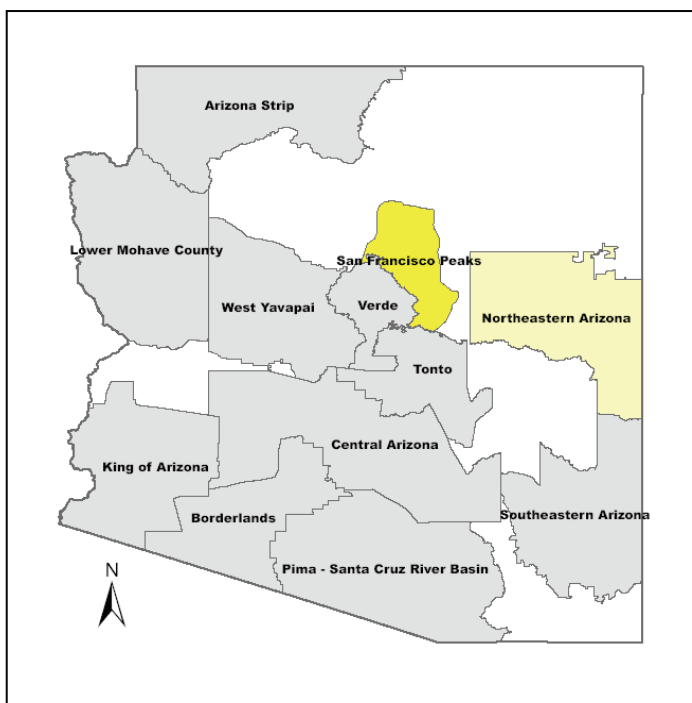 Arizona Strip
Lower Mohave County
San Francisco Peaks
West Yavapai
Verde
Northeastern Arizona
Tonto
Central Arizona
King of Arizona
Southeastern Arizona
Borderlands
Pima - Santa Cruz River Basin
N